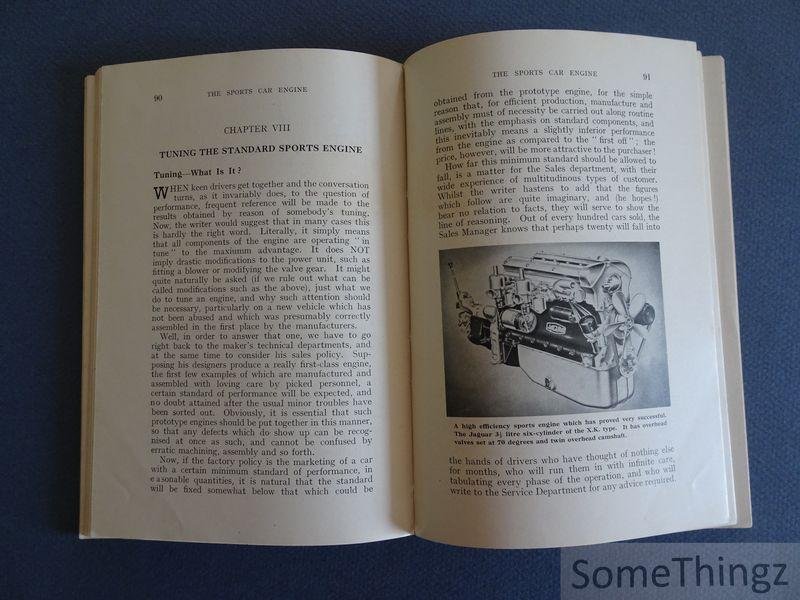 90
THE SPORTS CAR ENGINE
CHAPTER VIII
TUNING THE STANDARD SPORTS ENGINE
Tuning—What Is It?
WHEN keen drivers get together and the conversation
turns, as it invariably does, to the question of
performance, frequent reference will be made to the
results obtained by reason of somebody's tuning.
Now, the writer would suggest that in many cases this
is hardly the right word. Literally, it simply means
that all components of the engine are operating "in
tune" to the maxiumm advantage. It does NOT
imply drastic modifications to the power unit, such as
fitting a blower or modifying the valve gear. It might
quite naturally be asked (if we rule out what can be
called modifications such as the above), just what we
do to tune an engine, and why such attention should
be necessary, particularly on a new vehicle which has
not been abused and which was presumably correctly
assembled in the first place by the manufacturers.
Well, in order to answer that one, we have to go
right back to the maker's technical departments, and
at the same time to consider his sales policy. Sup-
posing his designers produce a really first-class engine,
the first few examples of which are manufactured and
assembled with loving care by picked personnel, a
certain standard of performance will be expected, and
no doubt attained after the usual minor troubles have
been sorted out. Obviously, it is essential that such
prototype engines should be put together in this manner,
so that any defects which do show up can be recog-
nised at once as such, and cannot be confused by
erratic machining, assembly and so forth.
Now, if the factory policy is the marketing of a car
with a certain minimum standard of performance, in
e asonable quantities, it is natural that the standard
will be fixed somewhat below that which could be
THE SPORTS CAR ENGINE
91
obtained from the prototype engine, for the simple
reason that, for efficient production, manufacture and
assembly must of necessity be carried out along routine
lines, with the emphasis on standard components, and
this inevitably means a slightly inferior performance
from the engine as compared to the "first off"; the
price, however, will be more attractive to the purchaser!
How far this minimum standard should be allowed to
fall, is a matter for the Sales department, with their
wide experience of multitudinous types of customer.
Whilst the writer hastens to add that the figures
which follow are quite imaginary, and (he hopes!)
bear no relation to facts, they will serve to show the
line of reasoning. Out of every hundred cars sold, the
Sales Manager knows that perhaps twenty will fall into
JAGUAR
A high efficiency sports engine which has proved very successful.
The Jaguar 3½ litre six-cylinder of the X.K. type. It has overhead
valves set at 70 degrees and twin overhead camshaft.
the hands of drivers who have thought of nothing else
for months, who will run them in with infinite care,
tabulating every phase of the operation, and who will
write to the Service Department for any advice required.
SomeThingz